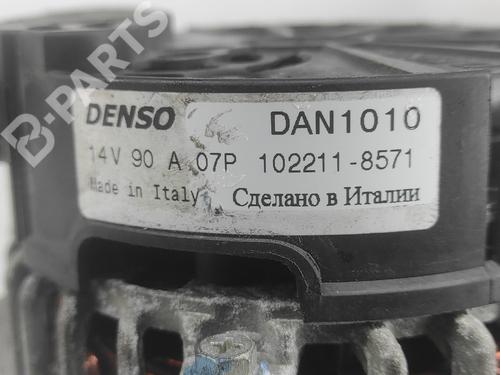 B-PARTS
DENSO DAN1010
14V 90 A 07P 102211-8571
Made in Italy Сделано в Италии